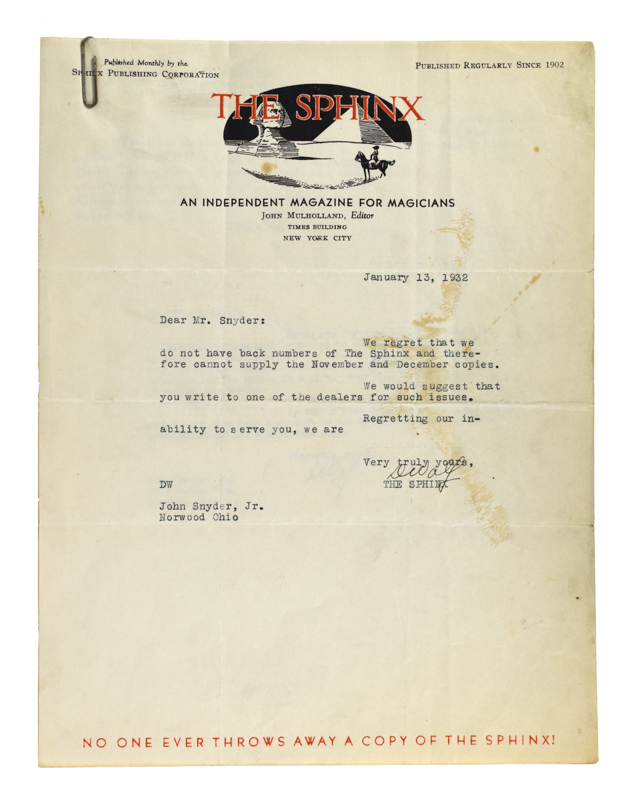 Published Monthly by the
SPHINX PUBLISHING CORPORATION
PUBLISHED REGULARLY SINCE 1902
THE SPHINX
AN INDEPENDENT MAGAZINE FOR MAGICIANS
JOHN MULHOLLAND, Editor
TIMES BUILDING
NEW YORK CITY
January 13, 1932
Dear Mr. Snyder:
We regret that we
do not have back numbers of The Sphinx and there-
fore cannot supply the November and December copies.
We would suggest that
you write to one of the dealers for such issues.
Regretting our in-
ability to serve you, we are
Very truly yours,
DW THE SPHINX
John Snyder, Jr.
Norwood Ohio
NO ONE EVER THROWS AWAY A COPY OF THE SPHINX!